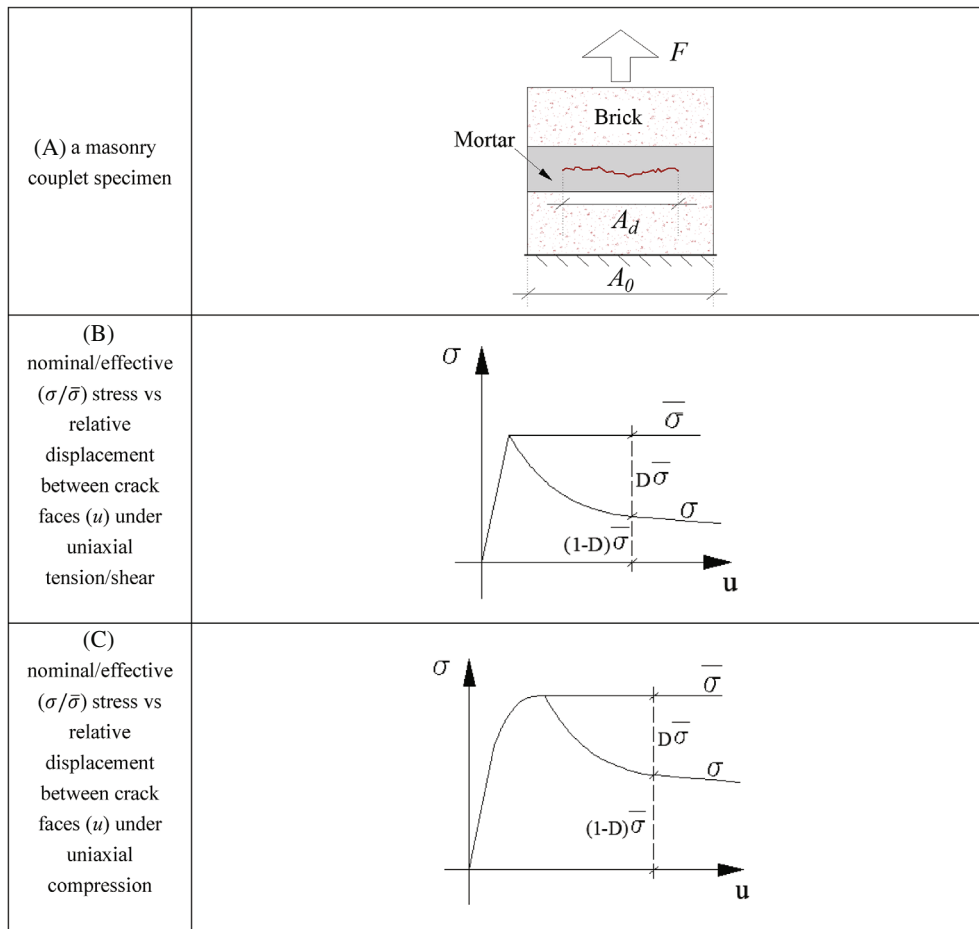 (A) a masonry
couplet specimen
F
Brick
Mortar
A_d
A_0
(B)
nominal/effective
(σ/σ̄) stress vs
relative
displacement
between crack
faces (u) under
uniaxial
tension/shear
σ
σ̄
Dσ̄
σ
(1-D)σ̄
u
(C)
nominal/effective
(σ/σ̄) stress vs
relative
displacement
between crack
faces (u) under
uniaxial
compression
σ
σ̄
Dσ̄
σ
(1-D)σ̄
u